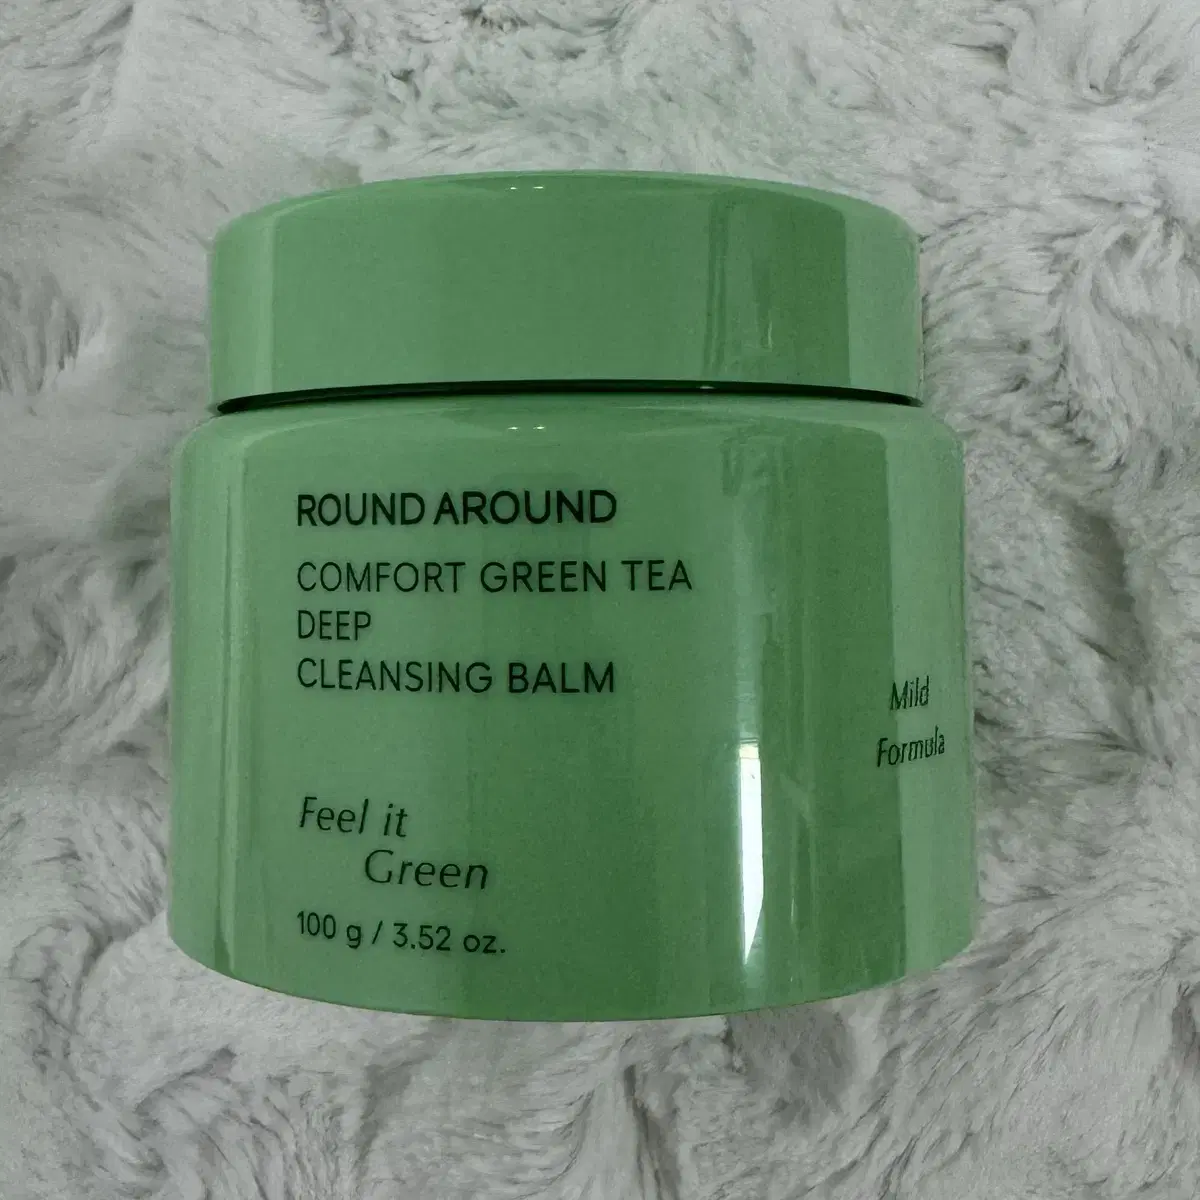 ROUND AROUND
COMFORT GREEN TEA
DEEP
CLEANSING BALM
Feel it
Green
100 g / 3.52 oz.
Mild
Formula